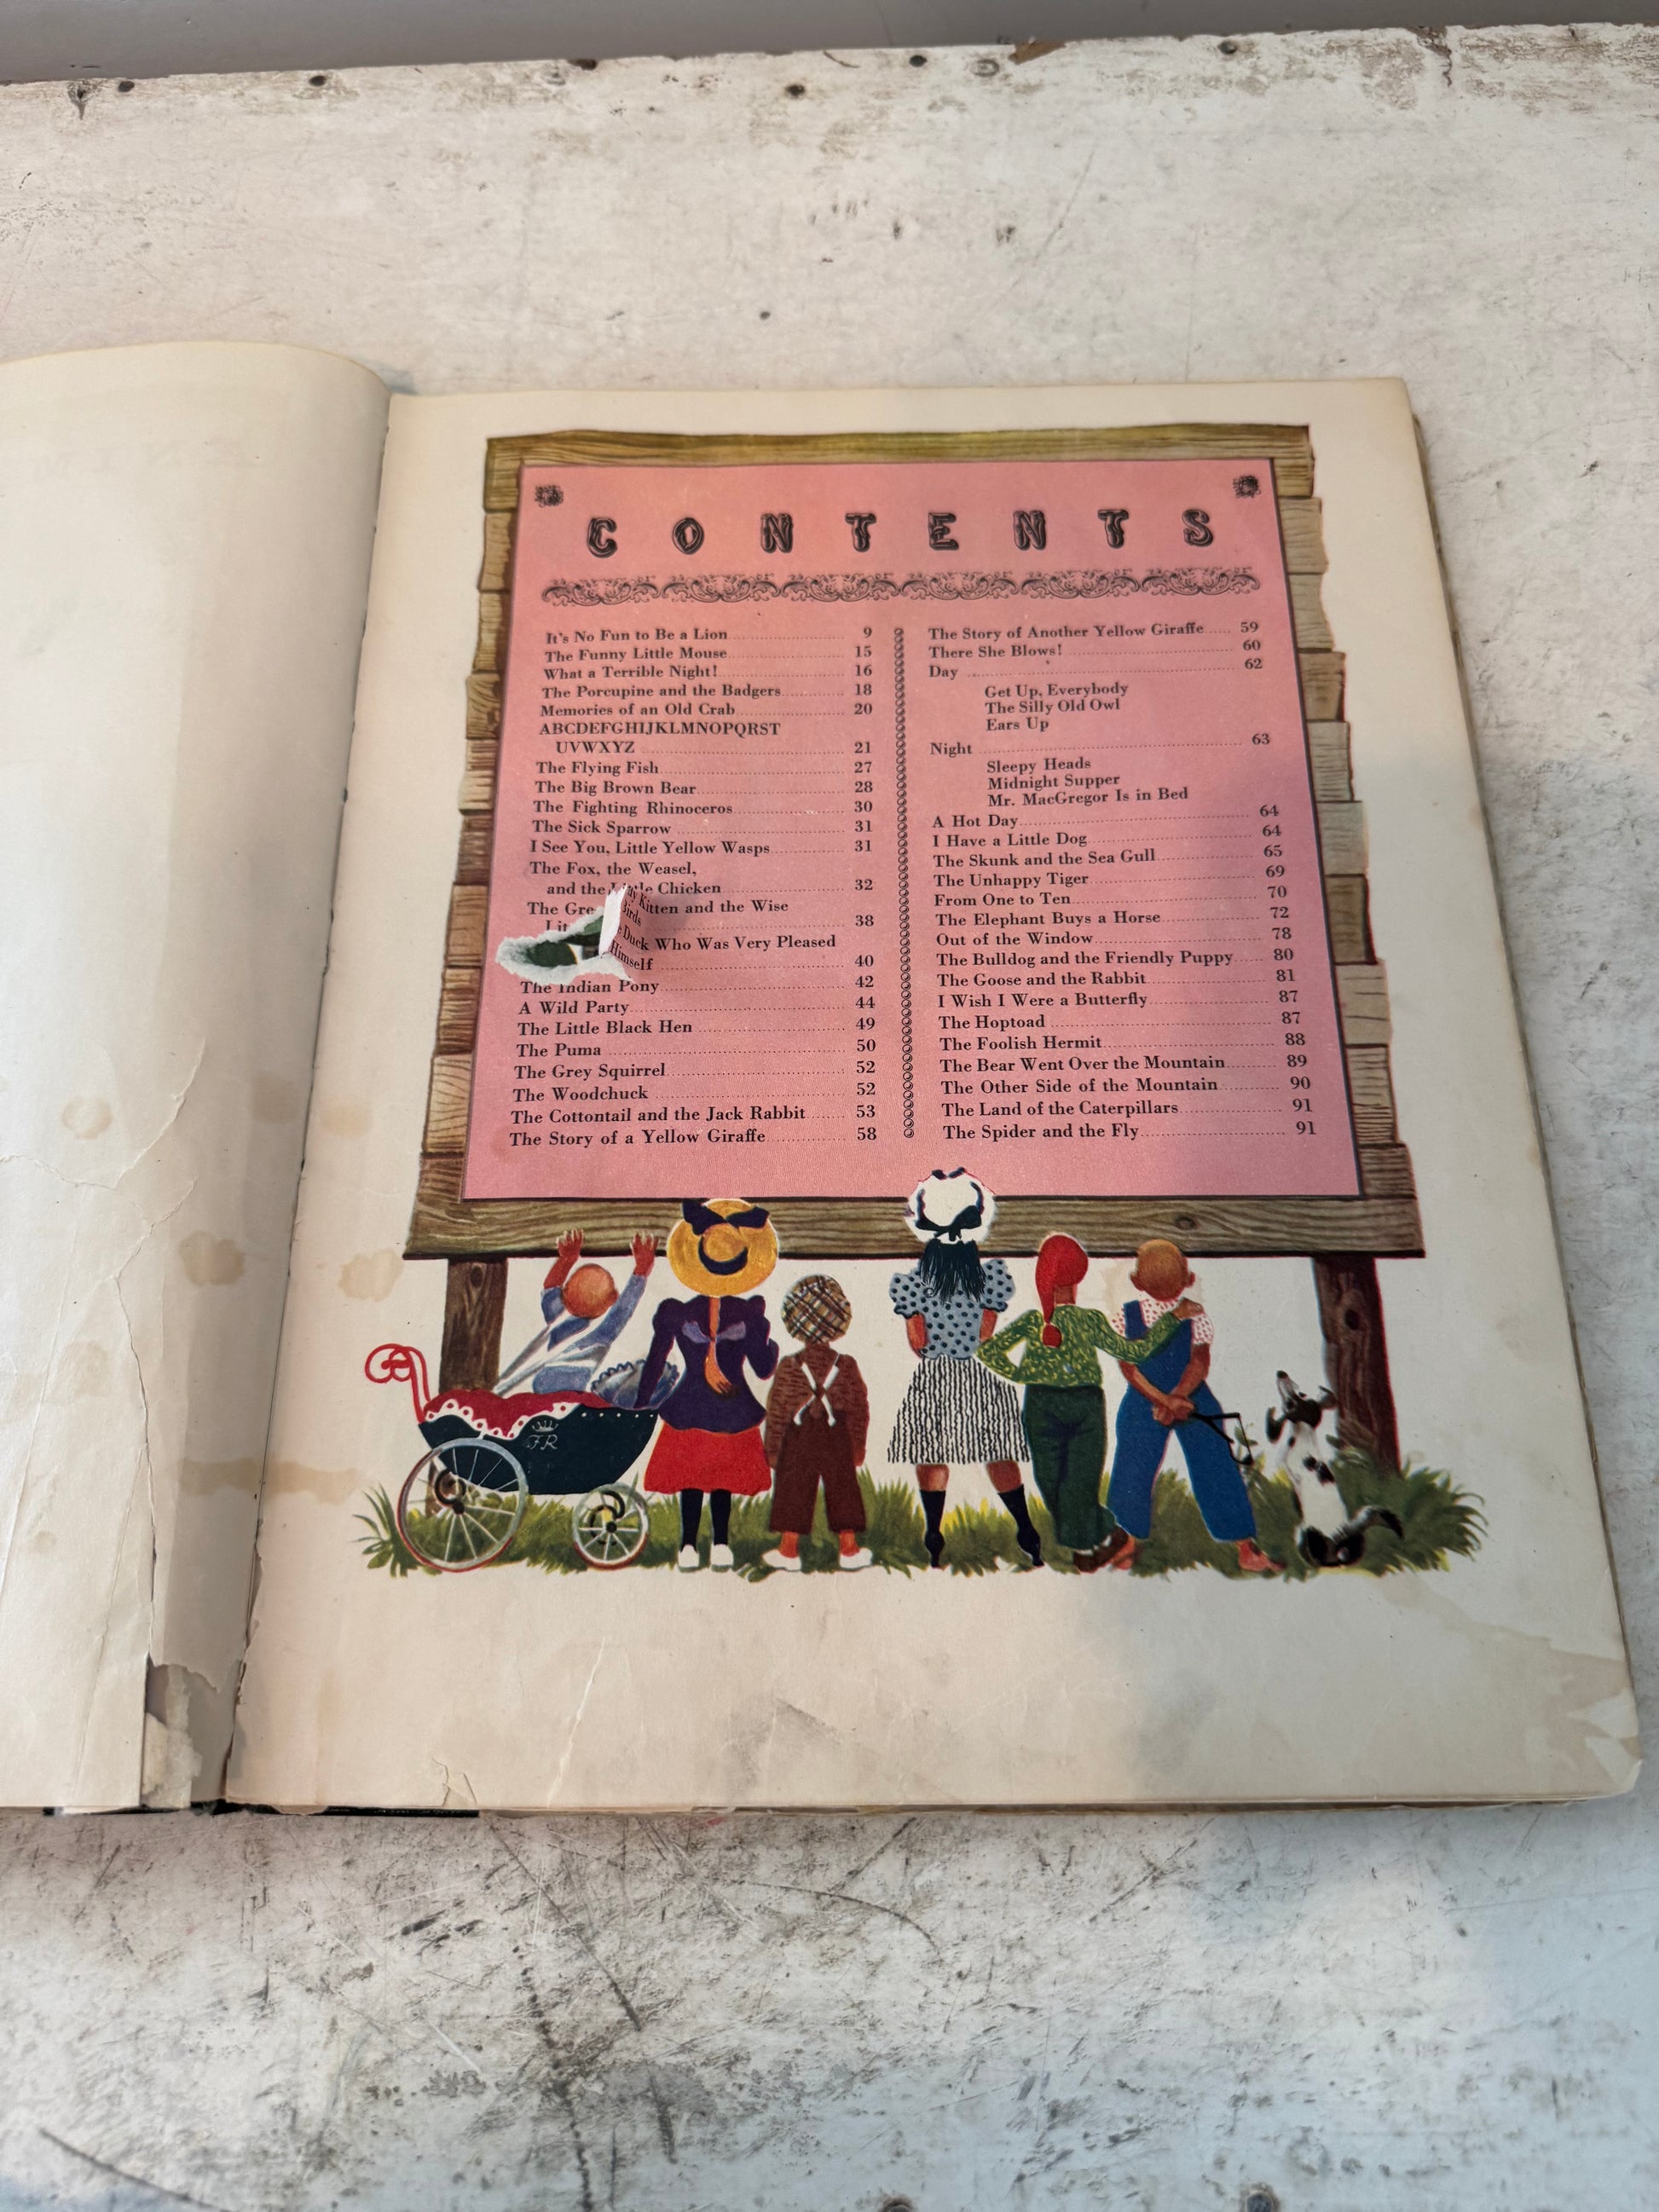 CONTENTS
It's No Fun to Be a Lion 9
The Funny Little Mouse 15
What a Terrible Night! 16
The Porcupine and the Badgers 18
Memories of an Old Crab 20
ABCDEFGHIJKLMNOPQRST
UVWXYZ 21
The Flying Fish 27
The Big Brown Bear 28
The Fighting Rhinoceros 30
The Sick Sparrow 31
I See You, Little Yellow Wasps 31
The Fox, the Weasel,
and the Little Chicken 32
The Kitten and the Wise
Birds 38
Duck Who Was Very Pleased
Himself 40
The Indian Pony 42
A Wild Party 44
The Little Black Hen 49
The Puma 50
The Grey Squirrel 52
The Woodchuck 52
The Cottontail and the Jack Rabbit 53
The Story of a Yellow Giraffe 58
The Story of Another Yellow Giraffe 59
There She Blows! 60
Day 62
Get Up, Everybody
The Silly Old Owl
Ears Up
Night 63
Sleepy Heads
Midnight Supper
Mr. MacGregor Is in Bed
A Hot Day 64
I Have a Little Dog 64
The Skunk and the Sea Gull 65
The Unhappy Tiger 69
From One to Ten 70
The Elephant Buys a Horse 72
Out of the Window 78
The Bulldog and the Friendly Puppy 80
The Goose and the Rabbit 81
I Wish I Were a Butterfly 87
The Hoptoad 87
The Foolish Hermit 88
The Bear Went Over the Mountain 89
The Other Side of the Mountain 90
The Land of the Caterpillars 91
The Spider and the Fly 91
FR